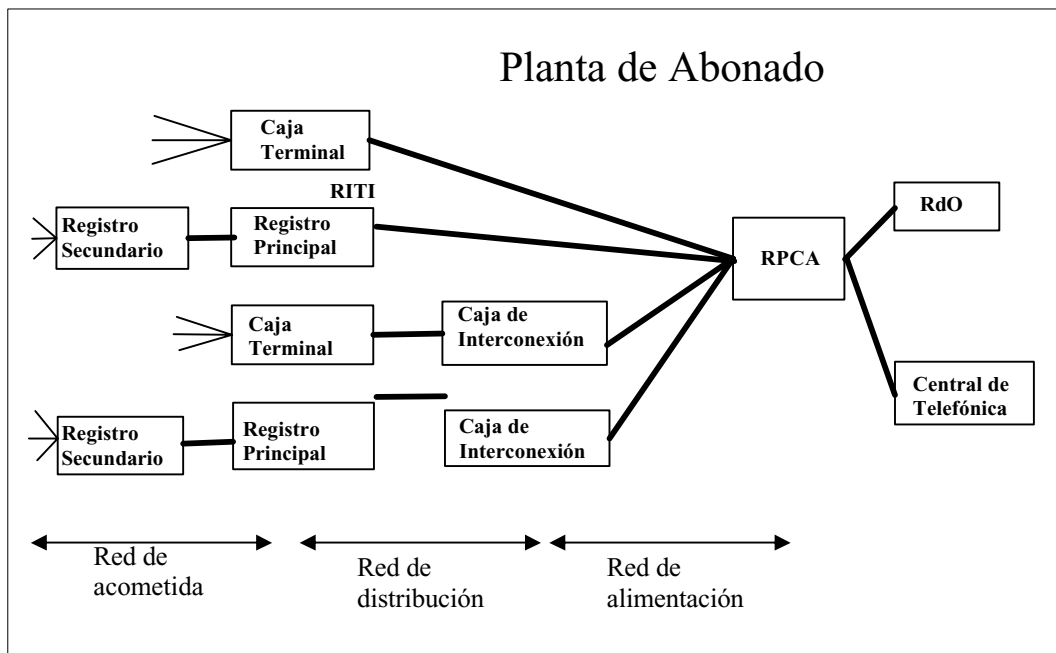 Planta de Abonado
Caja
Terminal
RITI
Registro
Secundario
Registro
Principal
RPCA
RdO
Caja
Terminal
Caja de
Interconexión
Central de
Telefónica
Registro
Secundario
Registro
Principal
Caja de
Interconexión
Red de
acometida
Red de
distribución
Red de
alimentación